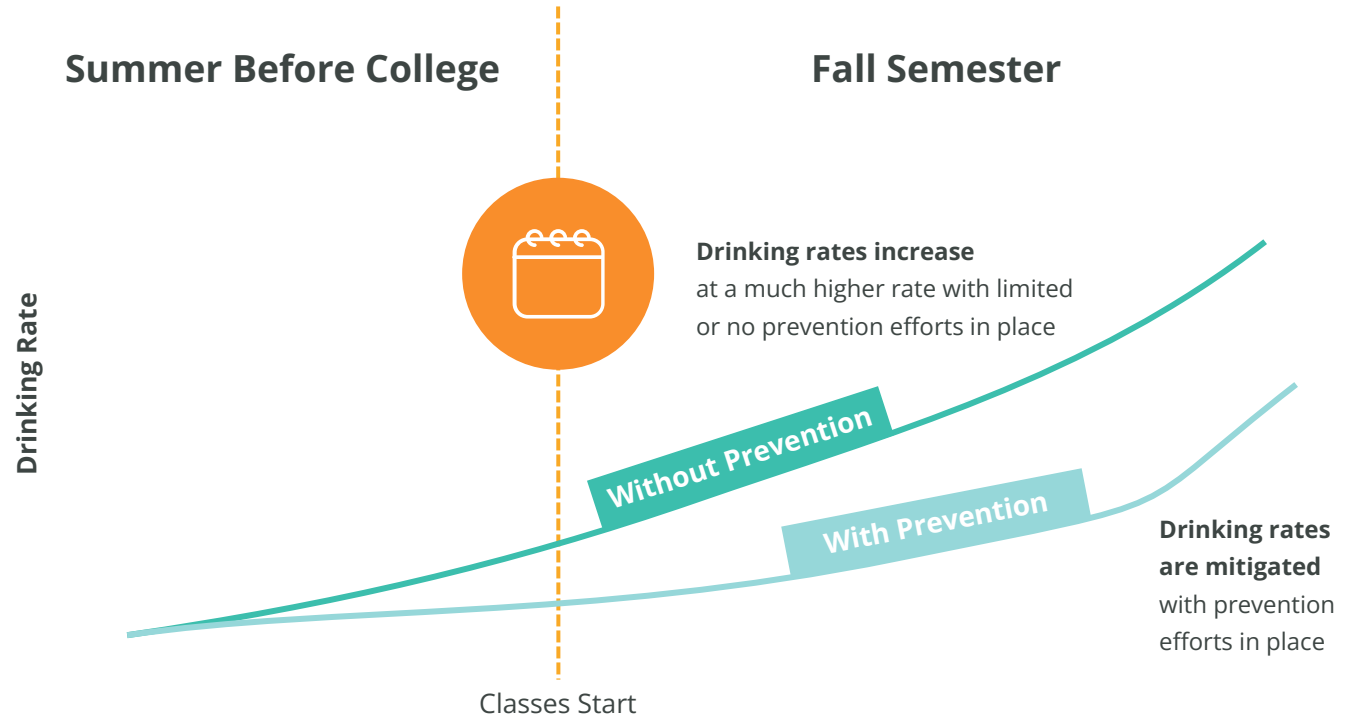 Summer Before College
Fall Semester
Drinking Rate
Drinking rates increase
at a much higher rate with limited
or no prevention efforts in place
Without Prevention
With Prevention
Drinking rates
are mitigated
with prevention
efforts in place
Classes Start